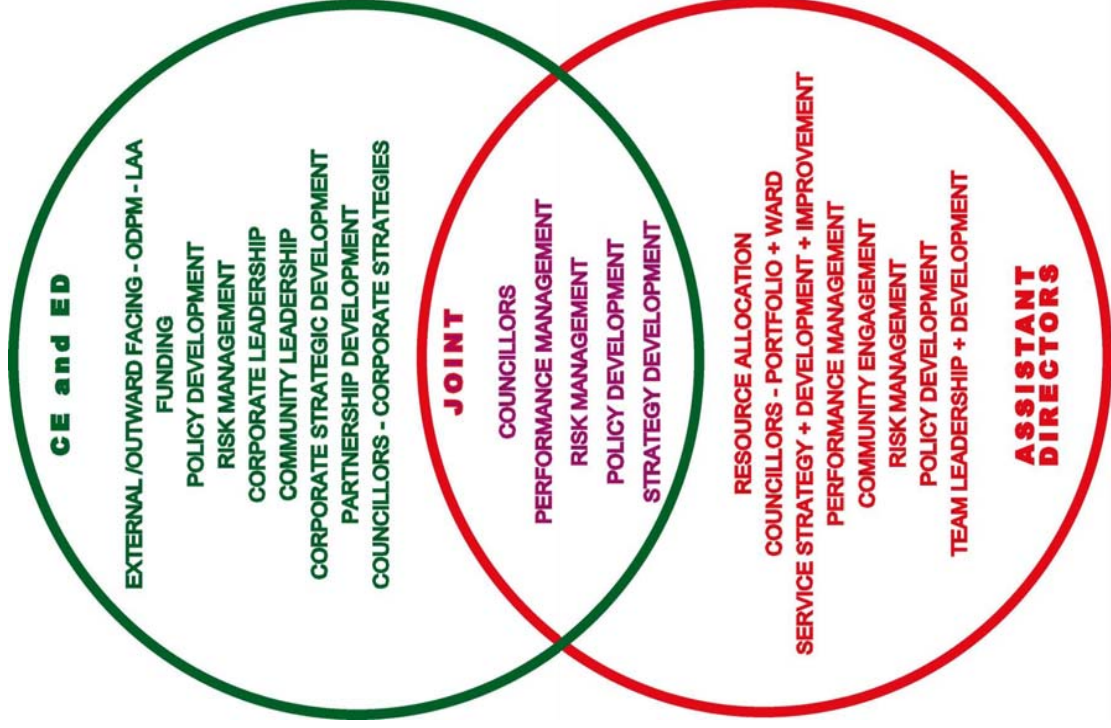 CE and ED
EXTERNAL /OUTWARD FACING - ODPM - LAA
FUNDING
POLICY DEVELOPMENT
RISK MANAGEMENT
CORPORATE LEADERSHIP
COMMUNITY LEADERSHIP
CORPORATE STRATEGIC DEVELOPMENT
PARTNERSHIP DEVELOPMENT
COUNCILLORS - CORPORATE STRATEGIES
JOINT
COUNCILLORS
PERFORMANCE MANAGEMENT
RISK MANAGEMENT
POLICY DEVELOPMENT
STRATEGY DEVELOPMENT
RESOURCE ALLOCATION
COUNCILLORS - PORTFOLIO + WARD
SERVICE STRATEGY + DEVELOPMENT + IMPROVEMENT
PERFORMANCE MANAGEMENT
COMMUNITY ENGAGEMENT
RISK MANAGEMENT
POLICY DEVELOPMENT
TEAM LEADERSHIP + DEVELOPMENT
ASSISTANT
DIRECTORS